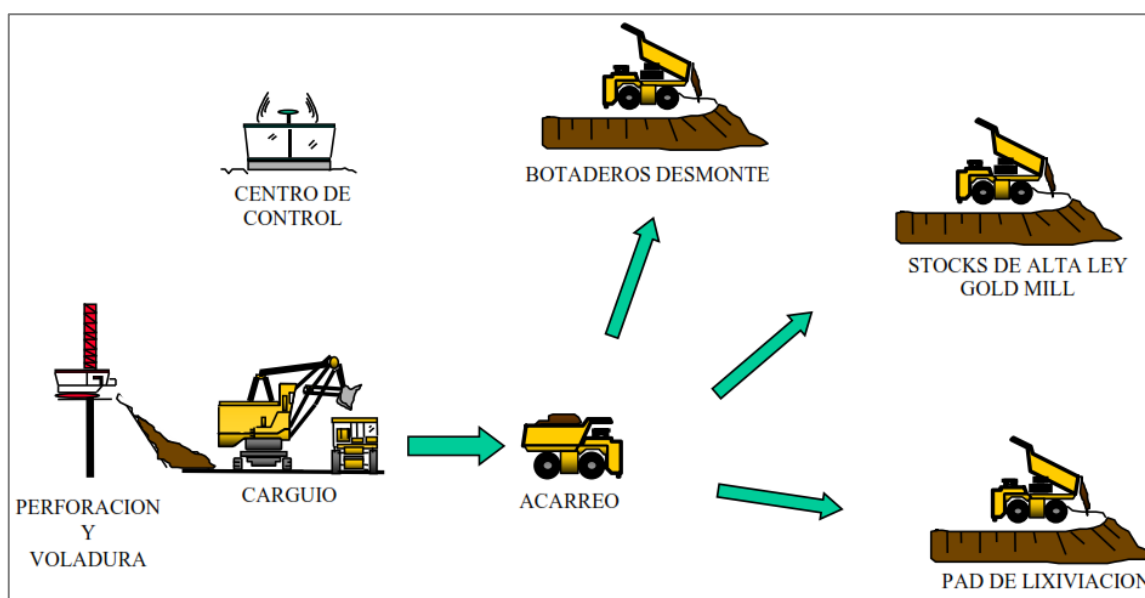 BOTADEROS DESMONTE
CENTRO DE
CONTROL
STOCKS DE ALTA LEY
GOLD MILL
PERFORACION
Y
VOLADURA
CARGUIO
ACARREO
PAD DE LIXIVIACION